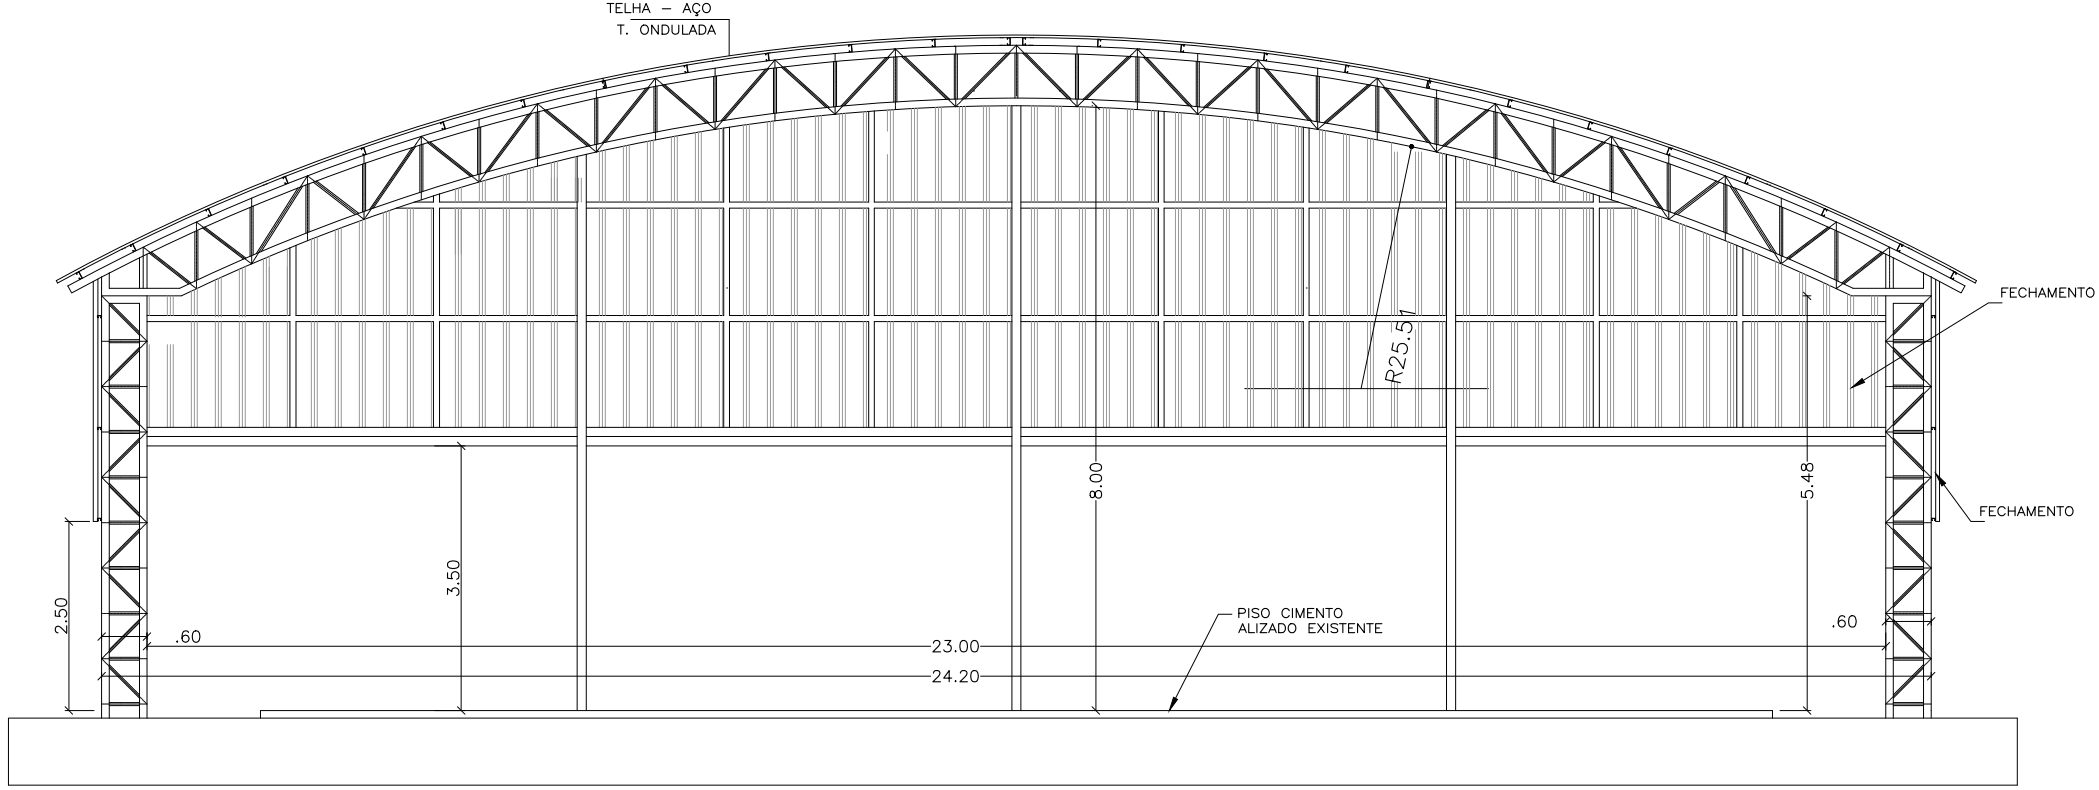 TELHA – AÇO
T. ONDULADA
FECHAMENTO
R25.51
8.00
5.48
FECHAMENTO
3.50
2.50
PISO CIMENTO
ALIZADO EXISTENTE
.60
.60
23.00
24.20